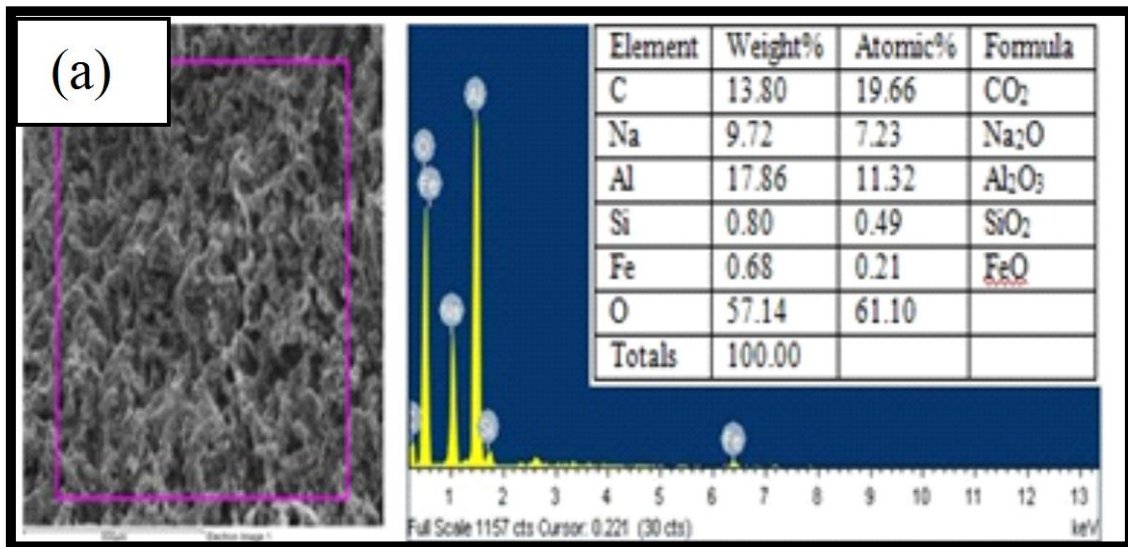 (a)
Element Weight% Atomic% Formula
C 13.80 19.66 CO₂
Na 9.72 7.23 Na₂O
Al 17.86 11.32 Al₂O₃
Si 0.80 0.49 SiO₂
Fe 0.68 0.21 FeO
O 57.14 61.10
Totals 100.00
1 2 3 4 5 6 7 8 9 10 11 12 13
Full Scale 1157 cts Cursor: 0.221 (30 cts) keV
Electron Image 1